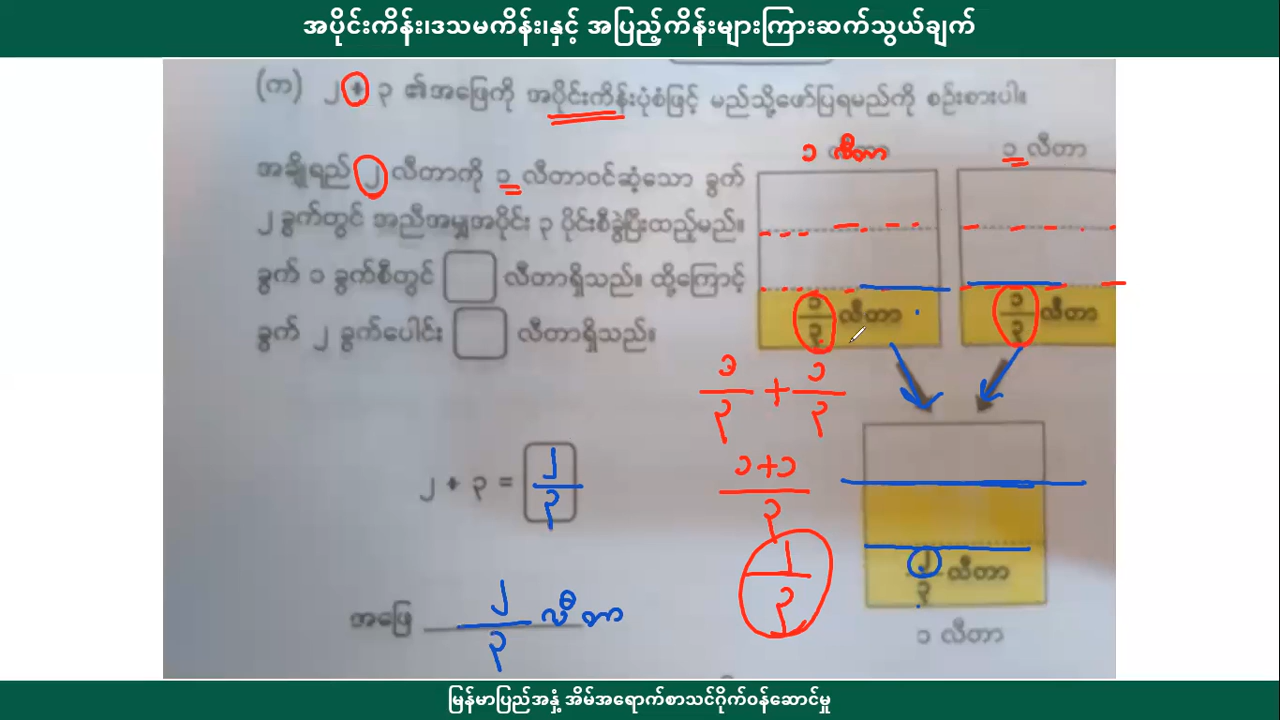 အပိုင်းကိန်း၊ဒသမကိန်း၊နှင့် အပြည့်ကိန်းများကြားဆက်သွယ်ချက်
(က) ၂ ÷ ၃ ၏အဖြေကို အပိုင်းကိန်းပုံစံဖြင့် မည်သို့ဖော်ပြရမည်ကို စဉ်းစားပါ။
အချိုရည် ၂ လီတာကို ၁ လီတာဝင်ဆံ့သော ခွက်
၂ ခွက်တွင် အညီအမျှအပိုင်း ၃ ပိုင်းစီခွဲပြီးထည့်မည်။
ခွက် ၁ ခွက်စီတွင် လီတာရှိသည်။ ထို့ကြောင့်
ခွက် ၂ ခွက်ပေါင်း လီတာရှိသည်။
၁ လီတာ
၁ လီတာ
၁/၃ လီတာ
၁/၃ လီတာ
၁/၃ + ၁/၃
၁+၁/၃
၂/၃
၂ ÷ ၃ = ၂/၃
၂/၃ လီတာ
၁ လီတာ
အဖြေ ၂/၃ လီတာ
မြန်မာပြည်အနှံ့ အိမ်အရောက်စာသင်ဂိုက်ဝန်ဆောင်မှု